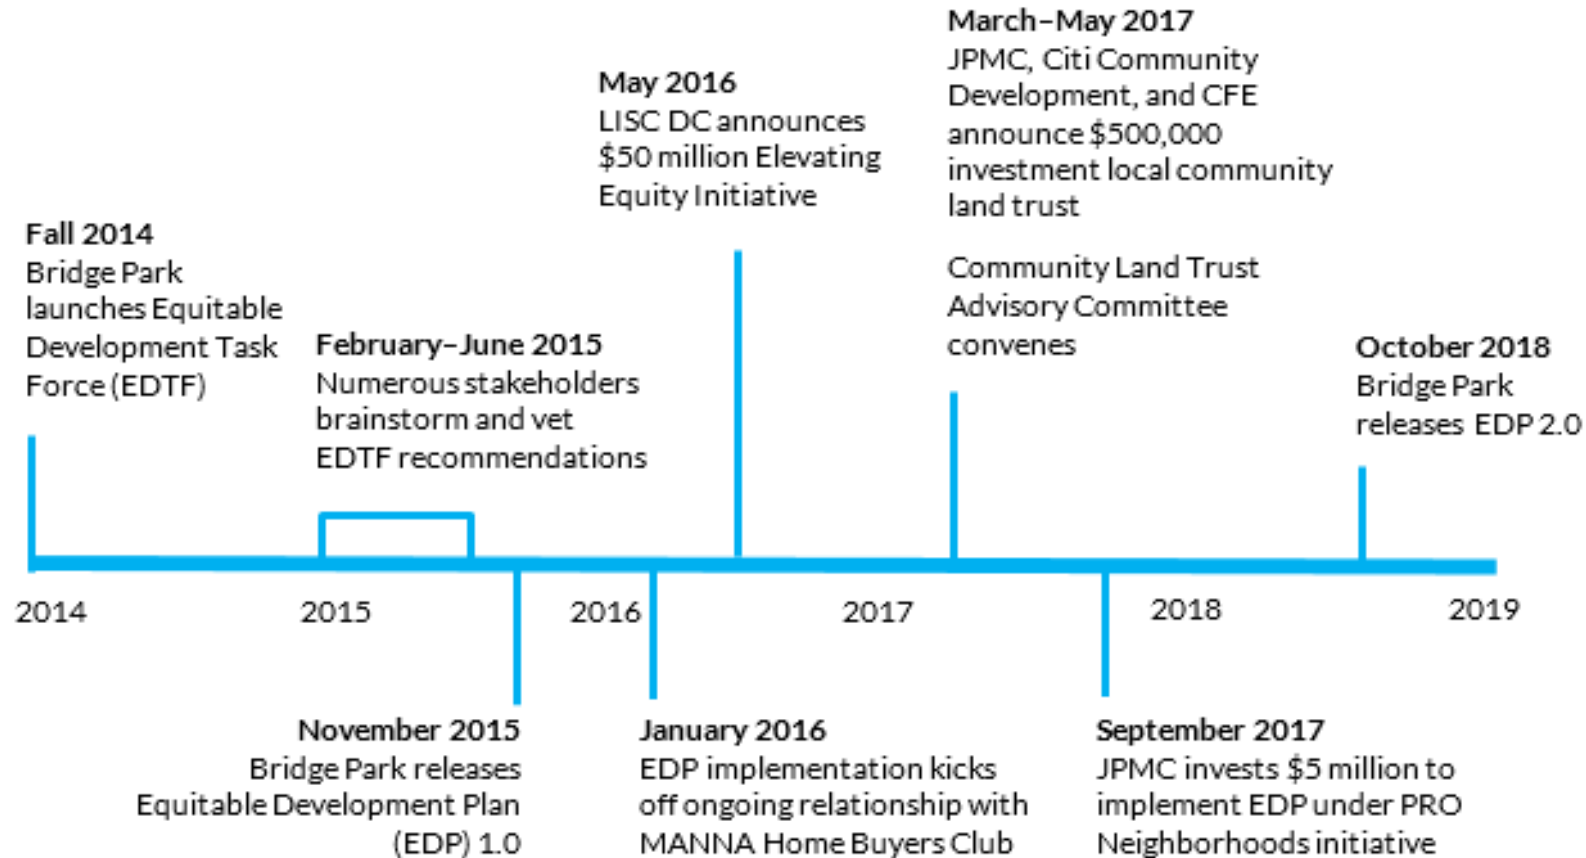 Fall 2014
Bridge Park
launches Equitable
Development Task
Force (EDTF)
February–June 2015
Numerous stakeholders
brainstorm and vet
EDTF recommendations
May 2016
LISC DC announces
$50 million Elevating
Equity Initiative
March–May 2017
JPMC, Citi Community
Development, and CFE
announce $500,000
investment local community
land trust
Community Land Trust
Advisory Committee
convenes
October 2018
Bridge Park
releases EDP 2.0
2014
2015
2016
2017
2018
2019
November 2015
Bridge Park releases
Equitable Development Plan
(EDP) 1.0
January 2016
EDP implementation kicks
off ongoing relationship with
MANNA Home Buyers Club
September 2017
JPMC invests $5 million to
implement EDP under PRO
Neighborhoods initiative